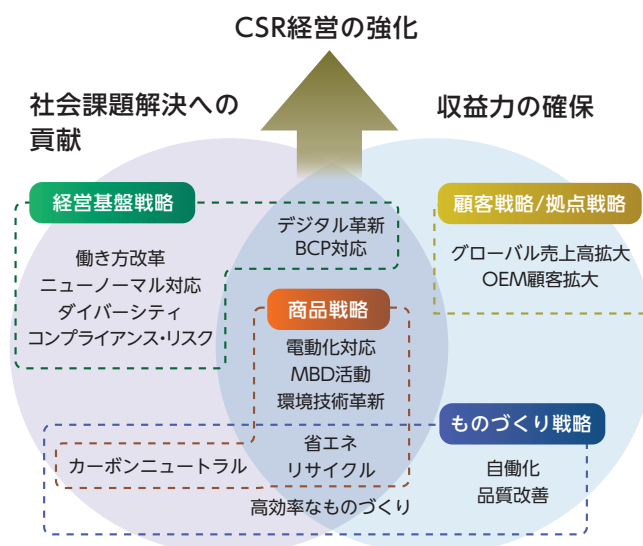 CSR経営の強化
社会課題解決への
貢献
収益力の確保
経営基盤戦略
働き方改革
ニューノーマル対応
ダイバーシティ
コンプライアンス・リスク
デジタル革新
BCP対応
顧客戦略/拠点戦略
グローバル売上高拡大
OEM顧客拡大
商品戦略
電動化対応
MBD活動
環境技術革新
カーボンニュートラル
省エネ
リサイクル
高効率なものづくり
ものづくり戦略
自働化
品質改善